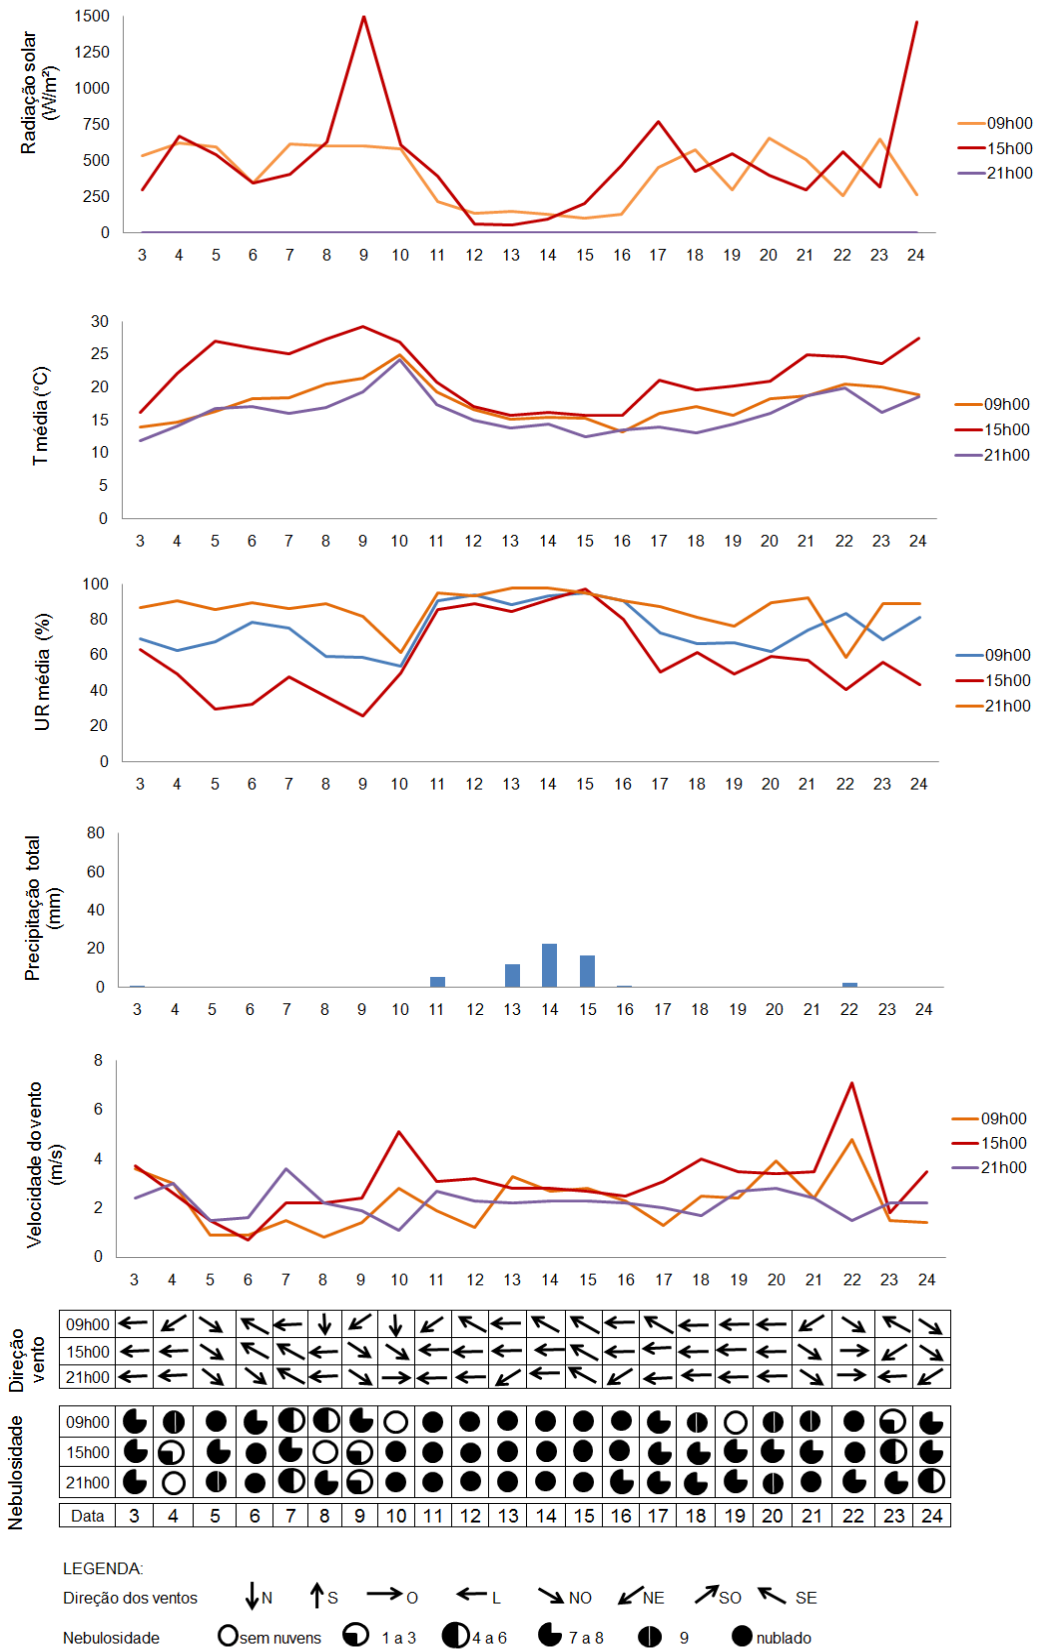 Radiação solar
(W/m²)
1500
1250
1000
750
500
250
0
3 4 5 6 7 8 9 10 11 12 13 14 15 16 17 18 19 20 21 22 23 24
09h00
15h00
21h00
T média (°C)
30
25
20
15
10
5
0
3 4 5 6 7 8 9 10 11 12 13 14 15 16 17 18 19 20 21 22 23 24
09h00
15h00
21h00
UR média (%)
100
80
60
40
20
0
3 4 5 6 7 8 9 10 11 12 13 14 15 16 17 18 19 20 21 22 23 24
09h00
15h00
21h00
Precipitação total
(mm)
80
60
40
20
0
3 4 5 6 7 8 9 10 11 12 13 14 15 16 17 18 19 20 21 22 23 24
Velocidade do vento
(m/s)
8
6
4
2
0
3 4 5 6 7 8 9 10 11 12 13 14 15 16 17 18 19 20 21 22 23 24
09h00
15h00
21h00
Direção
vento
09h00
15h00
21h00
Nebulosidade
09h00
15h00
21h00
Data 3 4 5 6 7 8 9 10 11 12 13 14 15 16 17 18 19 20 21 22 23 24
LEGENDA:
Direção dos ventos N S O L NO NE SO SE
Nebulosidade sem nuvens 1 a 3 4 a 6 7 a 8 9 nublado